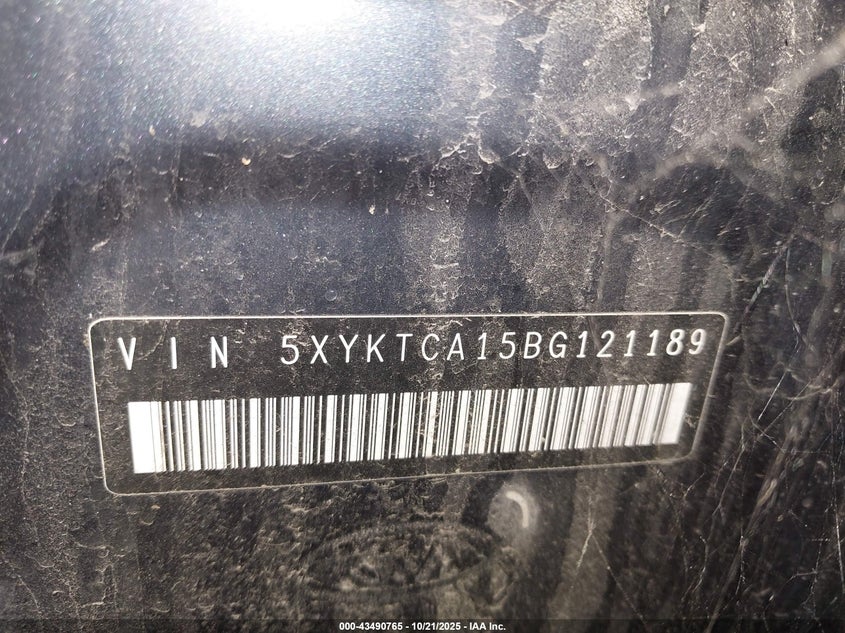 VIN 5XYKTCA15BG121189
000-43490765 - 10/21/2025 - IAA Inc.